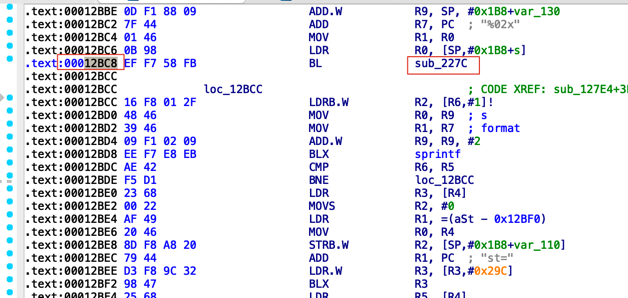 .text:00012BBE 0D F1 88 09 ADD.W R9, SP, #0x1B8+var_130
.text:00012BC2 7F 44 ADD R7, PC ; "%02x"
.text:00012BC4 01 46 MOV R1, R0
.text:00012BC6 0B 98 LDR R0, [SP,#0x1B8+s]
.text:00012BC8 EF F7 58 FB BL sub_227C
.text:00012BCC
.text:00012BCC loc_12BCC ; CODE XREF: sub_127E4+3
.text:00012BCC 16 F8 01 2F LDRB.W R2, [R6,#1]!
.text:00012BD0 48 46 MOV R0, R9 ; s
.text:00012BD2 39 46 MOV R1, R7 ; format
.text:00012BD4 09 F1 02 09 ADD.W R9, R9, #2
.text:00012BD8 EE F7 E8 EB BLX sprintf
.text:00012BDC AE 42 CMP R6, R5
.text:00012BDE F5 D1 BNE loc_12BCC
.text:00012BE0 23 68 LDR R3, [R4]
.text:00012BE2 00 22 MOVS R2, #0
.text:00012BE4 AF 49 LDR R1, =(aSt - 0x12BF0)
.text:00012BE6 20 46 MOV R0, R4
.text:00012BE8 8D F8 A8 20 STRB.W R2, [SP,#0x1B8+var_110]
.text:00012BEC 79 44 ADD R1, PC ; "st="
.text:00012BEE D3 F8 9C 32 LDR.W R3, [R3,#0x29C]
.text:00012BF2 98 47 BLX R3
.text:00012BF4 25 68 LDR R5, [R4]